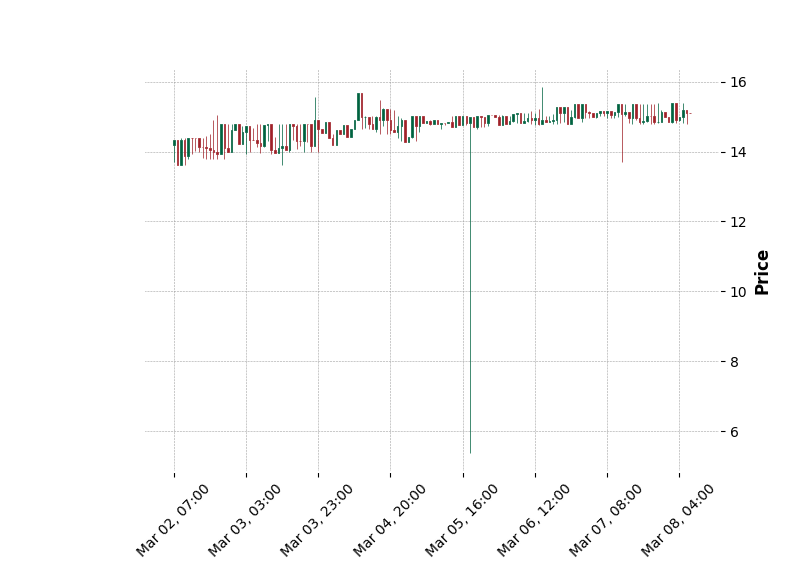 16
14
12
10
8
6
Price
Mar 02, 07:00
Mar 03, 03:00
Mar 03, 23:00
Mar 04, 20:00
Mar 05, 16:00
Mar 06, 12:00
Mar 07, 08:00
Mar 08, 04:00